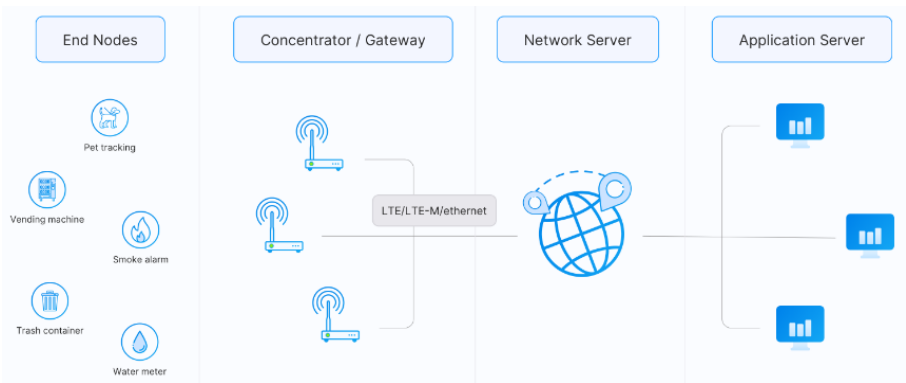 End Nodes
Concentrator / Gateway
Network Server
Application Server
Pet tracking
Vending machine
Smoke alarm
Trash container
Water meter
LTE/LTE-M/ethernet